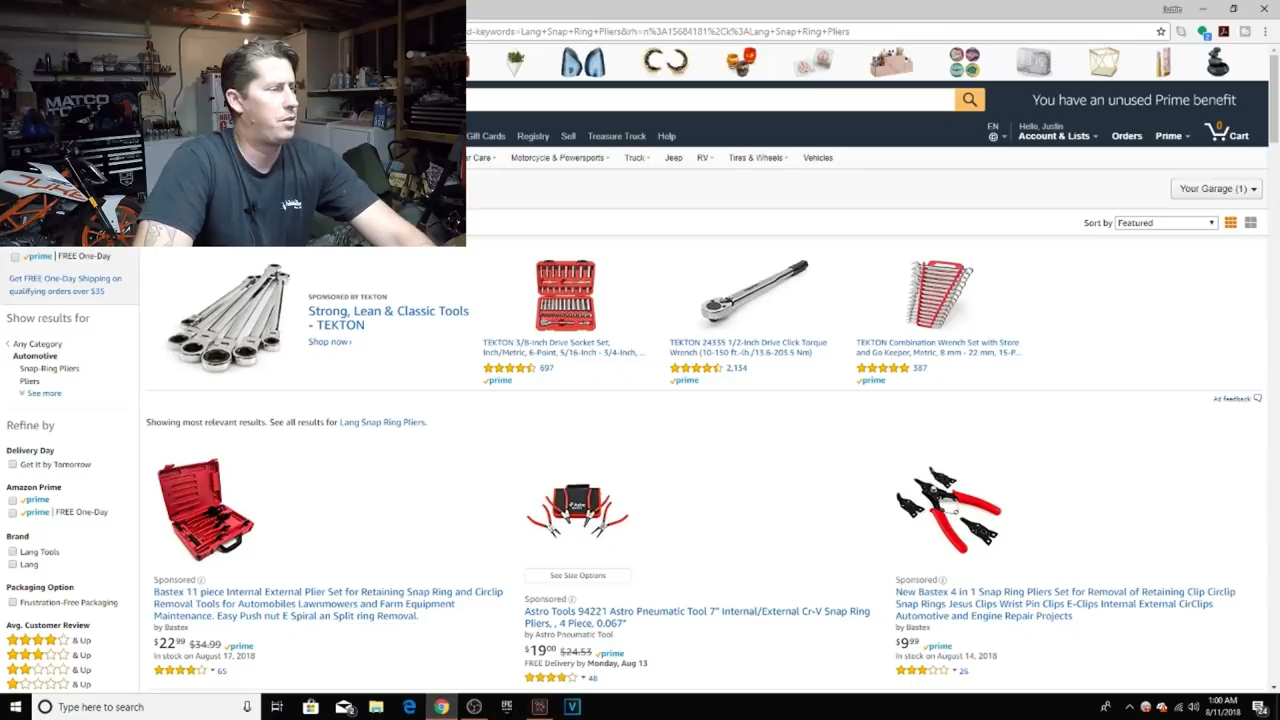 Justin
d-keywords=Lang+Snap+Ring+Pliers&rh=n%3A15684181%2Ck%3ALang+Snap+Ring+Pliers
MATCO
DUKE
You have an unused Prime benefit
Gift Cards Registry Sell Treasure Truck Help
EN
Hello, Justin
Account & Lists Orders Prime 0 Cart
er Care Motorcycle & Powersports Truck Jeep RV Tires & Wheels Vehicles
Your Garage (1)
Sort by Featured
prime | FREE One-Day
Get FREE One-Day Shipping on
qualifying orders over $35
Show results for
Any Category
Automotive
Snap-Ring Pliers
Pliers
See more
Refine by
Delivery Day
Get It by Tomorrow
Amazon Prime
prime
prime | FREE One-Day
Brand
Lang Tools
Lang
Packaging Option
Frustration-Free Packaging
Avg. Customer Review
& Up
& Up
& Up
& Up
SPONSORED BY TEKTON
Strong, Lean & Classic Tools
- TEKTON
Shop now›
TEKTON 3/8-Inch Drive Socket Set,
Inch/Metric, 6-Point, 5/16-Inch - 3/4-Inch, ...
697
prime
TEKTON 24335 1/2-Inch Drive Click Torque
Wrench (10-150 ft.-lb./13.6-203.5 Nm)
2,134
prime
TEKTON Combination Wrench Set with Store
and Go Keeper, Metric, 8 mm - 22 mm, 15-P...
387
prime
Ad feedback
Showing most relevant results. See all results for Lang Snap Ring Pliers.
Sponsored
Bastex 11 piece Internal External Plier Set for Retaining Snap Ring and Circlip
Removal Tools for Automobiles Lawnmowers and Farm Equipment
Maintenance. Easy Push nut E Spiral an Split ring Removal.
by Bastex
$22 99 $34.99 prime
In stock on August 17, 2018
65
See Size Options
Sponsored
Astro Tools 94221 Astro Pneumatic Tool 7" Internal/External Cr-V Snap Ring
Pliers, , 4 Piece, 0.067"
by Astro Pneumatic Tool
$19 00 $24.53 prime
FREE Delivery by Monday, Aug 13
48
Sponsored
New Bastex 4 in 1 Snap Ring Pliers Set for Removal of Retaining Clip Circlip
Snap Rings Jesus Clips Wrist Pin Clips E-Clips Internal External CirClips
Automotive and Engine Repair Projects
by Bastex
$9 99 prime
In stock on August 14, 2018
26
Type here to search
EPIC
1:00 AM
8/11/2018
24